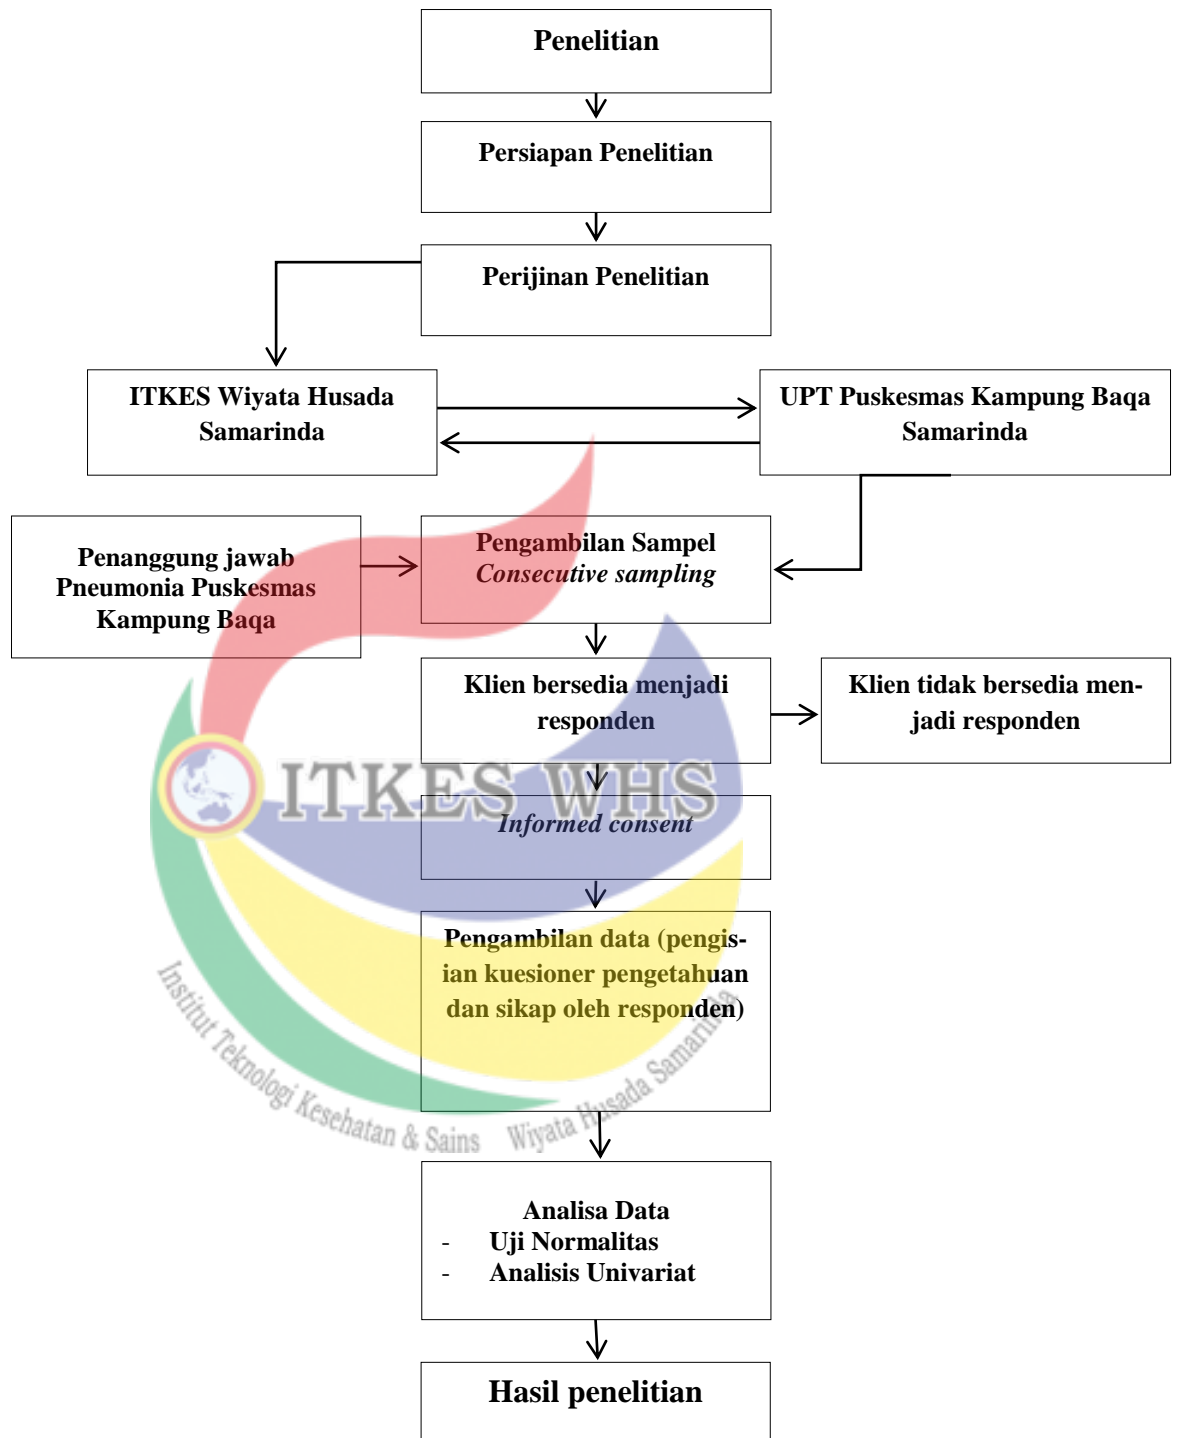 Penelitian
Persiapan Penelitian
Perijinan Penelitian
ITKES Wiyata Husada
Samarinda
UPT Puskesmas Kampung Baqa
Samarinda
Penanggung jawab
Pneumonia Puskesmas
Kampung Baqa
Pengambilan Sampel
Consecutive sampling
Klien bersedia menjadi
responden
Klien tidak bersedia men-
jadi responden
ITKES WHS
Informed consent
Pengambilan data (pengis-
ian kuesioner pengetahuan
dan sikap oleh responden)
Institut Teknologi Kesehatan & Sains Wiyata Husada Samarinda
Analisa Data
- Uji Normalitas
- Analisis Univariat
Hasil penelitian